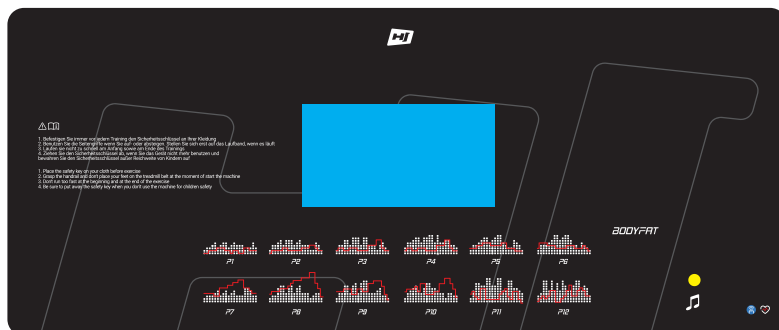 HJ
1. Befestigen Sie immer vor jedem Training den Sicherheitsschlüssel an Ihrer Kleidung
2. Benutzen Sie die Seitengriffe wenn Sie auf- oder absteigen. Stellen Sie sich erst auf das Laufband, wenn es läuft
3. Laufen sie nicht zu schnell am Anfang sowie am Ende des Trainings
4. Ziehen Sie den Sicherheitsschlüssel ab, wenn Sie das Gerät nicht mehr benutzen und
bewahren Sie den Sicherheitsschlüssel außer Reichweite von Kindern auf
1. Place the safety key on your cloth before exercise
2. Grasp the handrail and don't place your feet on the treadmill belt at the moment of start the machine
3. Don't run too fast at the beginning and at the end of the exercise
4. Be sure to put away the safety key when you don't use the machine for children safety
BODYFAT
P1 P2 P3 P4 P5 P6
P7 P8 P9 P10 P11 P12